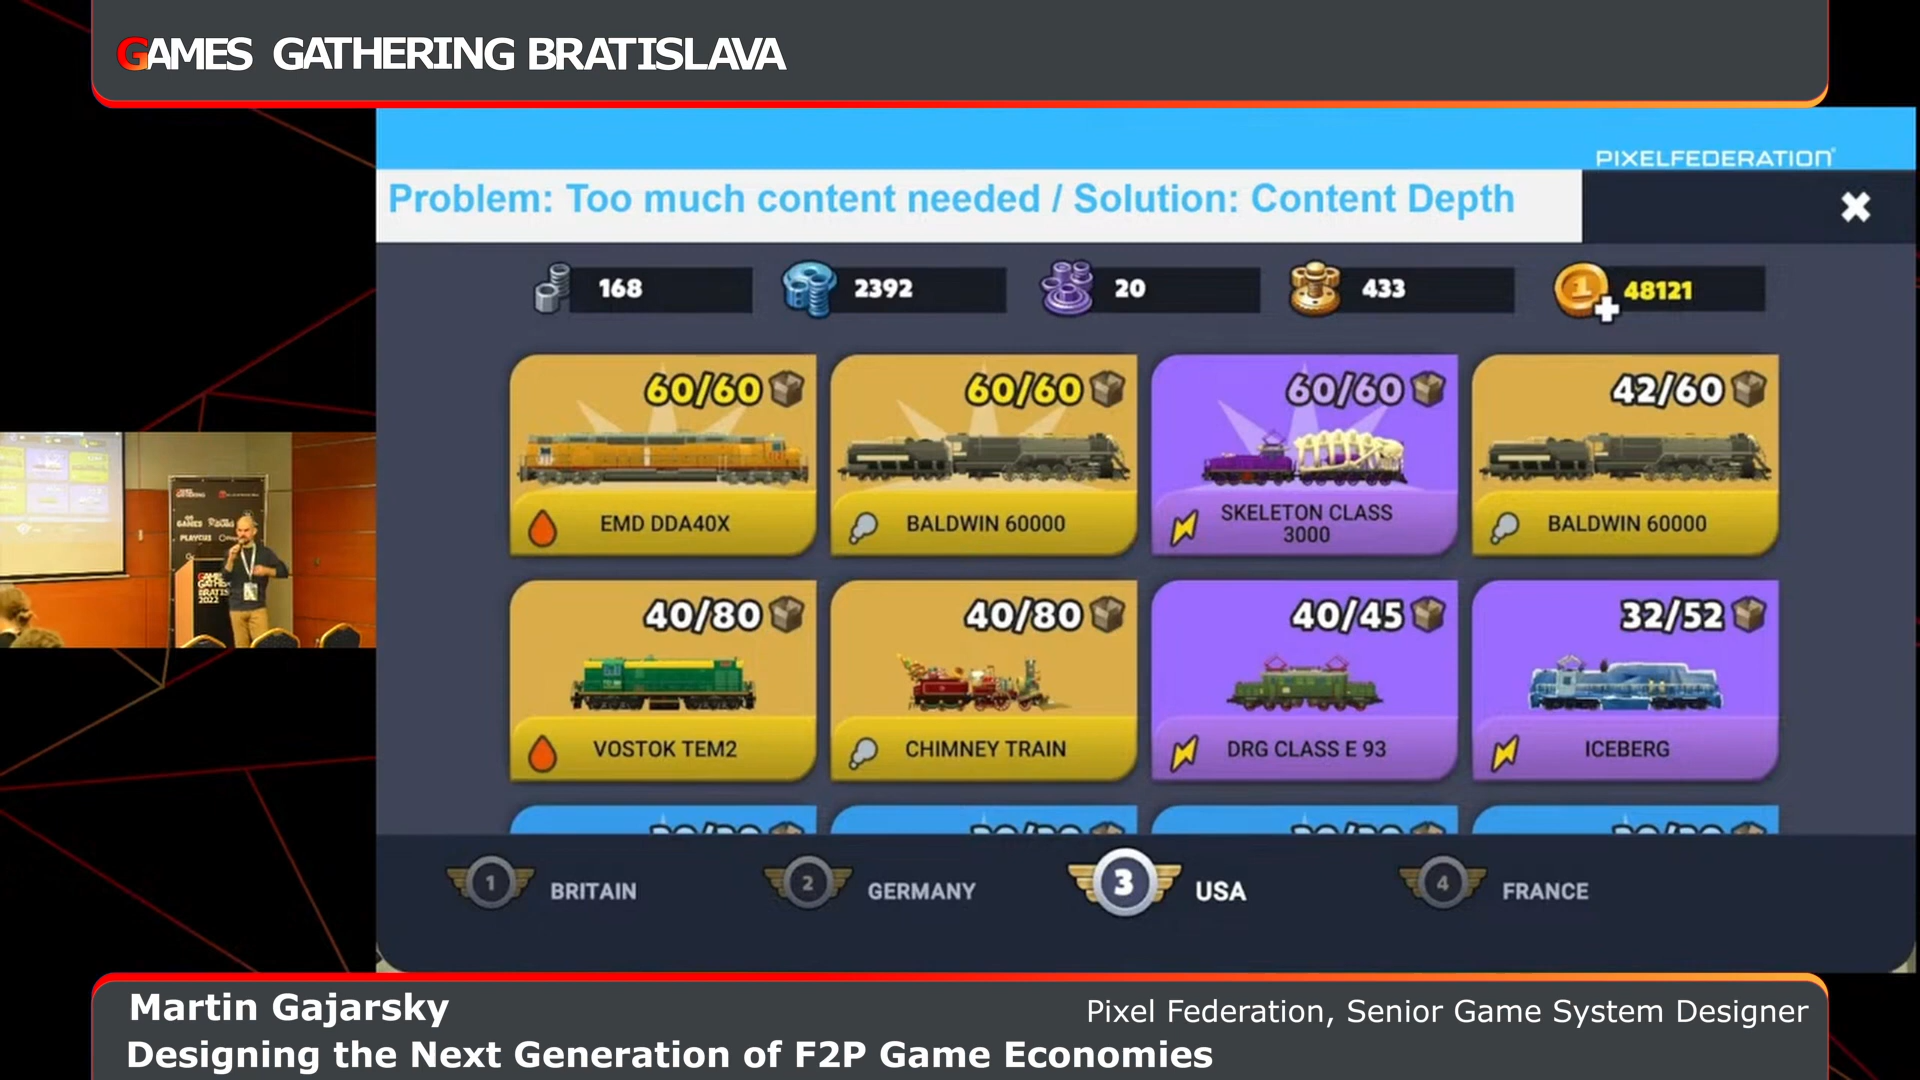 GAMES GATHERING BRATISLAVA
PIXELFEDERATION
Problem: Too much content needed / Solution: Content Depth
168
2392
20
433
48121
60/60
60/60
60/60
42/60
EMD DDA40X
BALDWIN 60000
SKELETON CLASS
3000
BALDWIN 60000
40/80
40/80
40/45
32/52
VOSTOK TEM2
CHIMNEY TRAIN
DRG CLASS E 93
ICEBERG
1 BRITAIN
2 GERMANY
3 USA
4 FRANCE
Martin Gajarsky
Pixel Federation, Senior Game System Designer
Designing the Next Generation of F2P Game Economies